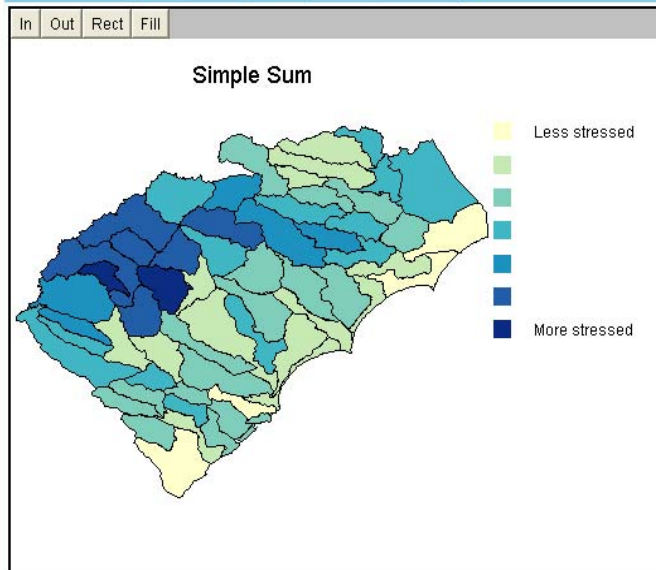 In Out Rect Fill
Simple Sum
Less stressed
More stressed